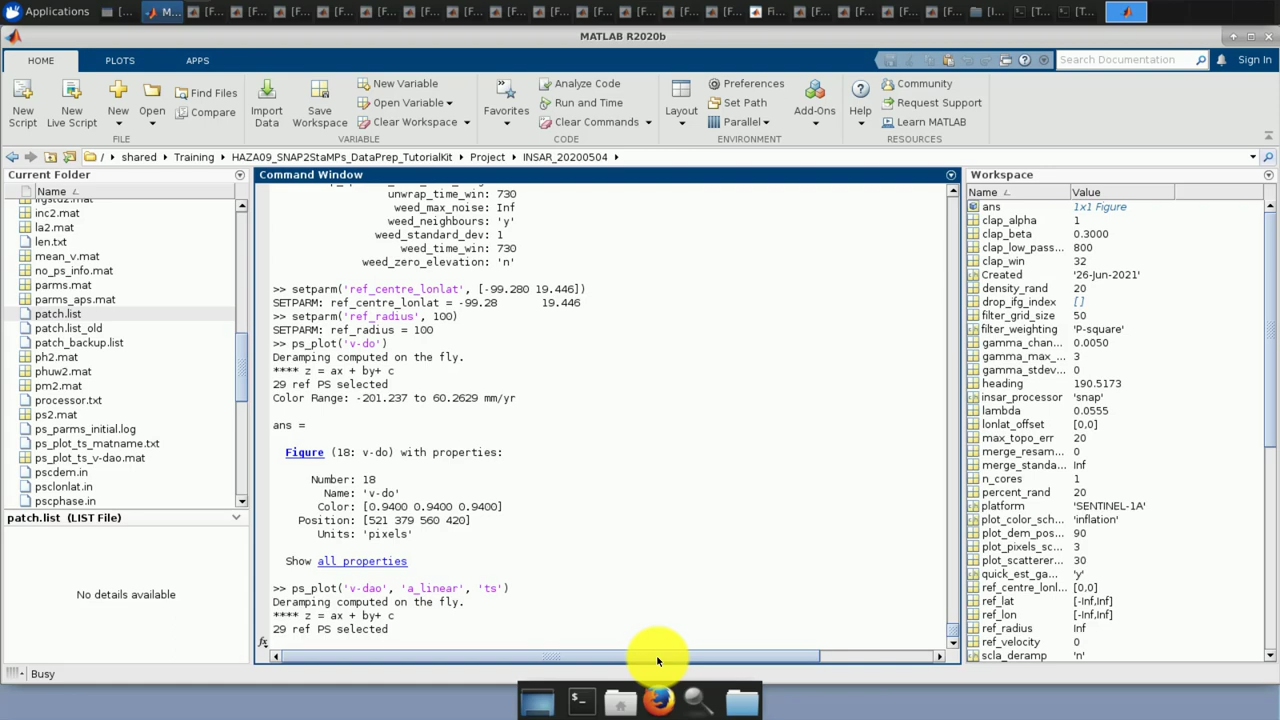 Applications [... M... [F... [F... [F... [F... [F... [F... [F... [F... [F... [F... [F... [F... [F... Fi... [F... [F... [F... [F... [I... [T... [T...
MATLAB R2020b
HOME PLOTS APPS
Search Documentation
Sign In
New Script
New Live Script
New
Open
Find Files
Compare
FILE
Import Data
Save Workspace
New Variable
Open Variable
Clear Workspace
VARIABLE
Favorites
Analyze Code
Run and Time
Clear Commands
CODE
Layout
Preferences
Set Path
Parallel
Add-Ons
ENVIRONMENT
Help
Community
Request Support
Learn MATLAB
RESOURCES
/ shared Training HAZA09_SNAP2StaMPs_DataPrep_TutorialKit Project INSAR_20200504
Current Folder
Name
inc2.mat
la2.mat
len.txt
mean_v.mat
no_ps_info.mat
parms.mat
parms_aps.mat
patch.list
patch.list_old
patch_backup.list
ph2.mat
phuw2.mat
pm2.mat
processor.txt
ps2.mat
ps_parms_initial.log
ps_plot_ts_matname.txt
ps_plot_ts_v-dao.mat
pscdem.in
psclonlat.in
pscphase.in
patch.list (LIST File)
No details available
Command Window
unwrap_time_win: 730
weed_max_noise: Inf
weed_neighbours: 'y'
weed_standard_dev: 1
weed_time_win: 730
weed_zero_elevation: 'n'
>> setparm('ref_centre_lonlat', [-99.280 19.446])
SETPARM: ref_centre_lonlat = -99.28 19.446
>> setparm('ref_radius', 100)
SETPARM: ref_radius = 100
>> ps_plot('v-do')
Deramping computed on the fly.
**** z = ax + by+ c
29 ref PS selected
Color Range: -201.237 to 60.2629 mm/yr
ans =
Figure (18: v-do) with properties:
Number: 18
Name: 'v-do'
Color: [0.9400 0.9400 0.9400]
Position: [521 379 560 420]
Units: 'pixels'
Show all properties
>> ps_plot('v-dao', 'a_linear', 'ts')
Deramping computed on the fly.
**** z = ax + by+ c
29 ref PS selected
fx
Workspace
Name Value
ans 1x1 Figure
clap_alpha 1
clap_beta 0.3000
clap_low_pass... 800
clap_win 32
Created '26-Jun-2021'
density_rand 20
drop_ifg_index []
filter_grid_size 50
filter_weighting 'P-square'
gamma_chan... 0.0050
gamma_max_... 3
gamma_stdev... 0
heading 190.5173
insar_processor 'snap'
lambda 0.0555
lonlat_offset [0,0]
max_topo_err 20
merge_resam... 0
merge_standa... Inf
n_cores 1
percent_rand 20
platform 'SENTINEL-1A'
plot_color_sch... 'inflation'
plot_dem_pos... 90
plot_pixels_sc... 3
plot_scatterer... 30
quick_est_ga... 'y'
ref_centre_lonl... [0,0]
ref_lat [-Inf,Inf]
ref_lon [-Inf,Inf]
ref_radius Inf
ref_velocity 0
scla_deramp 'n'
Busy